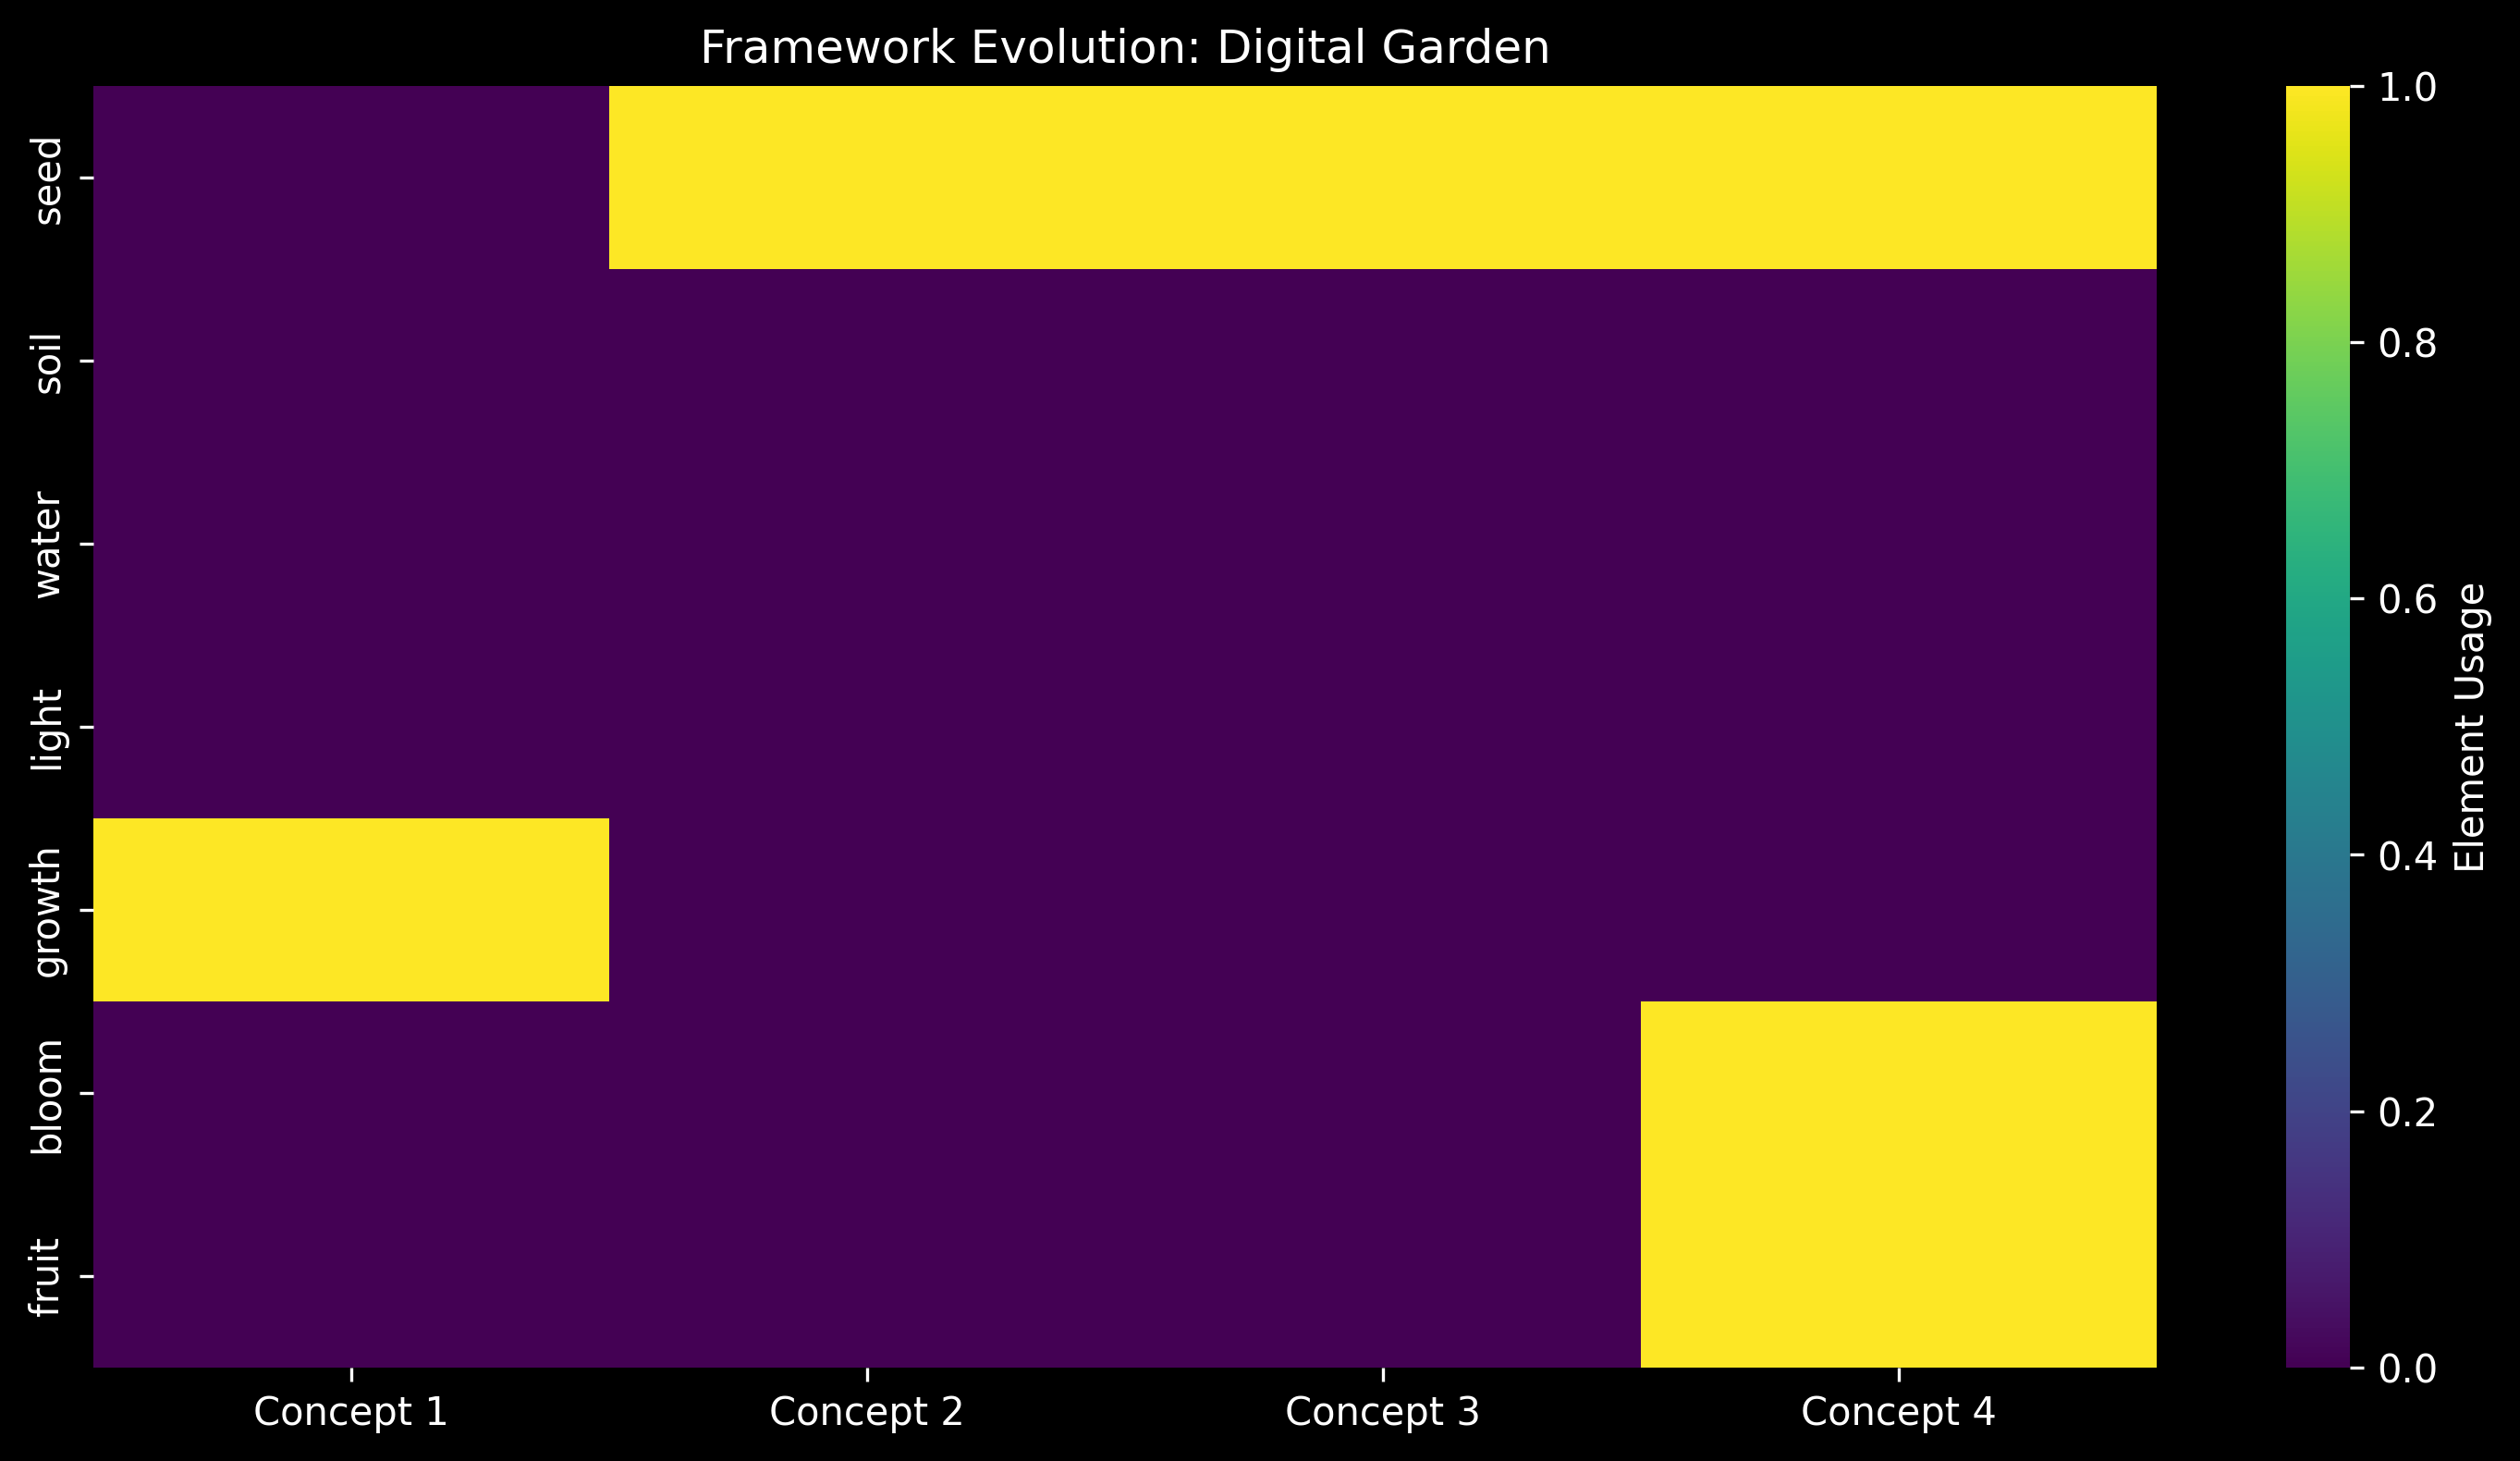 Framework Evolution: Digital Garden
seed
soil
water
light
growth
bloom
fruit
Concept 1
Concept 2
Concept 3
Concept 4
1.0
0.8
0.6
0.4
0.2
0.0
Element Usage